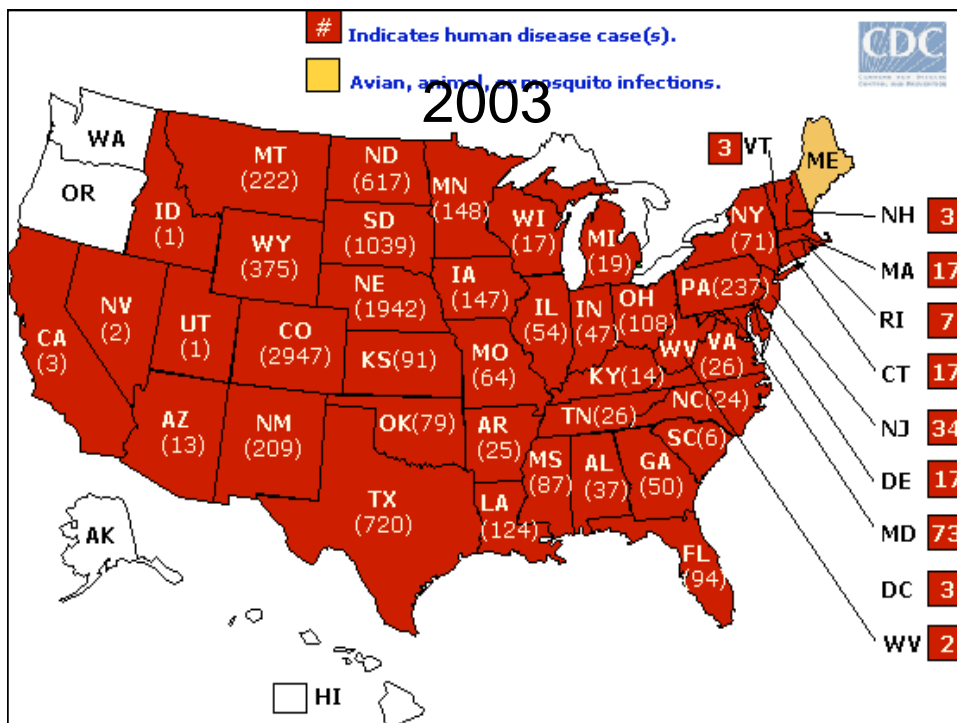 # Indicates human disease case(s).
CDC
Avian, animal, or mosquito infections.
2003
WA
OR
MT
(222)
ND
(617)
MN
(148)
3 VT
ME
ID
(1)
WY
(375)
SD
(1039)
WI
(17)
MI
(19)
NY
(71)
NH 3
MA 17
NE
(1942)
IA
(147)
PA(237)
NV
(2)
UT
(1)
CO
(2947)
IL
(54)
IN
(47)
OH
(108)
RI 7
CA
(3)
KS(91)
MO
(64)
WV
VA
(26)
KY(14)
CT 17
AZ
(13)
NM
(209)
OK(79)
AR
(25)
TN(26)
NC(24)
SC(6)
NJ 34
MS
(87)
AL
(37)
GA
(50)
DE 17
TX
(720)
LA
(124)
MD 73
AK
FL
(94)
DC 3
WV 2
HI